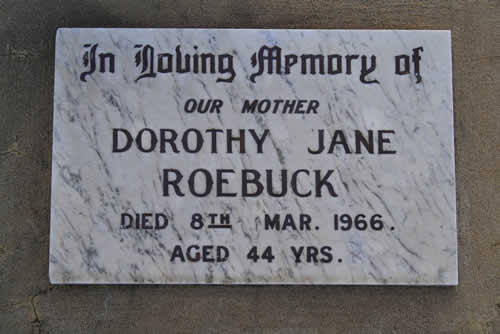 In Loving Memory of
OUR MOTHER
DOROTHY JANE
ROEBUCK
DIED 8TH MAR. 1966.
AGED 44 YRS.